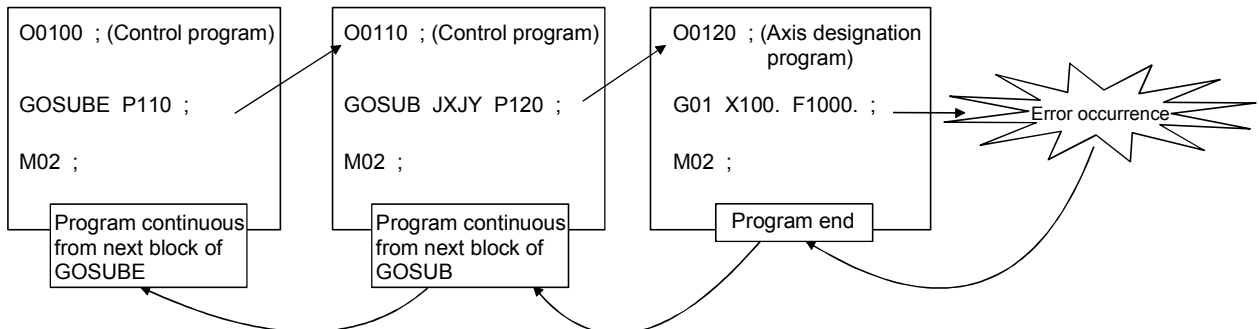 O0100 ; (Control program)
GOSUBE P110 ;
M02 ;
Program continuous
from next block of
GOSUBE
O0110 ; (Control program)
GOSUB JXJY P120 ;
M02 ;
Program continuous
from next block of
GOSUB
O0120 ; (Axis designation
program)
G01 X100. F1000. ;
M02 ;
Program end
Error occurrence